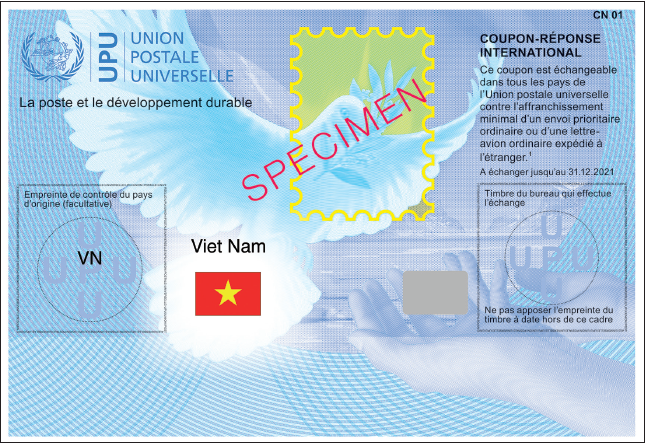 CN 01
UPU
UNION
POSTALE
UNIVERSELLE
La poste et le développement durable
COUPON-RÉPONSE
INTERNATIONAL
Ce coupon est échangeable
dans tous les pays de
l'Union postale universelle
contre l'affranchissement
minimal d'un envoi prioritaire
ordinaire ou d'une lettre-
avion ordinaire expédié à
l'étranger.¹
A échanger jusqu'au 31.12.2021
SPECIMEN
Empreinte de contrôle du pays
d'origine (facultative)
VN
Viet Nam
Timbre du bureau qui effectue
l'échange
U
UPU
U
Ne pas apposer l'empreinte du
timbre à date hors de ce cadre